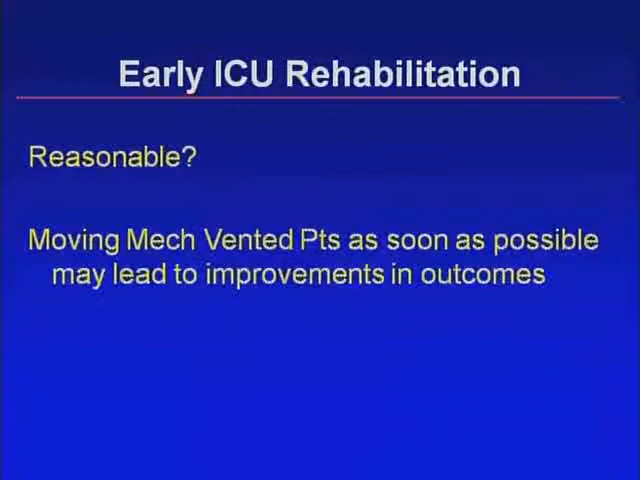 Early ICU Rehabilitation
Reasonable?
Moving Mech Vented Pts as soon as possible
may lead to improvements in outcomes